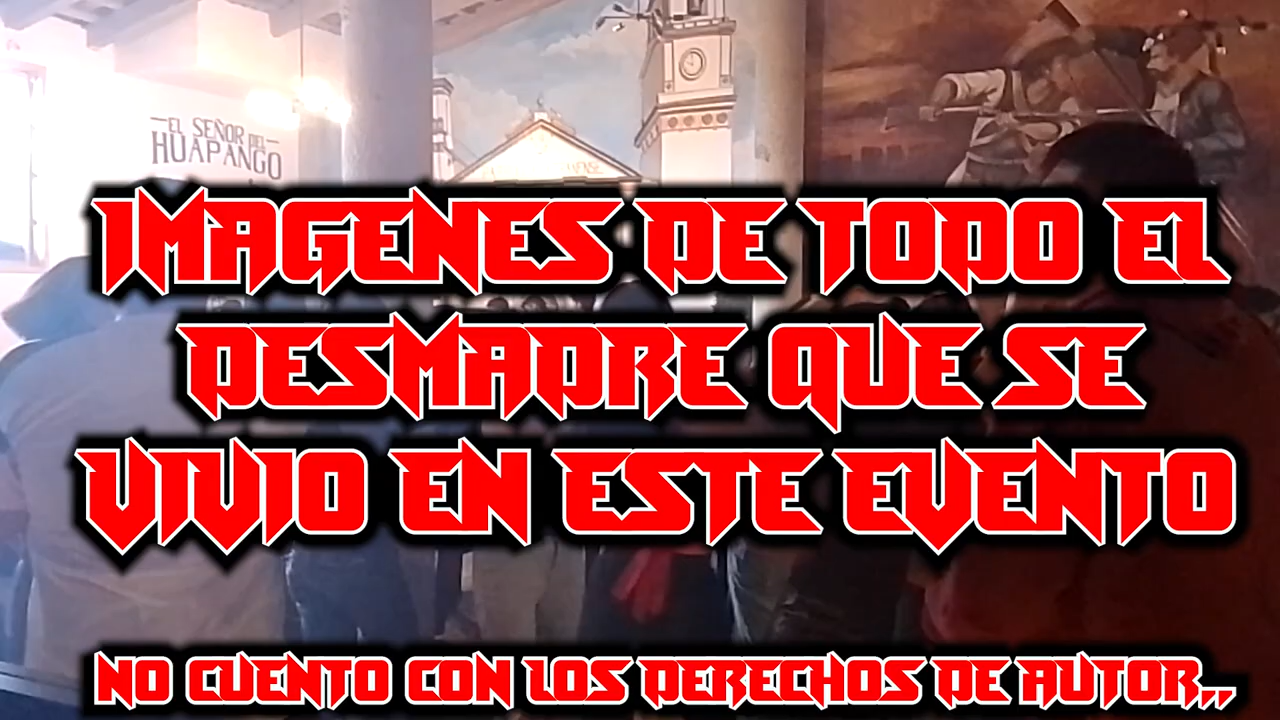 EL SEÑOR DEL
HUAPANGO
IMAGENES DE TODO EL
DESMADRE QUE SE
VIVIO EN ESTE EVENTO
NO CUENTO CON LOS DERECHOS DE AUTOR,,